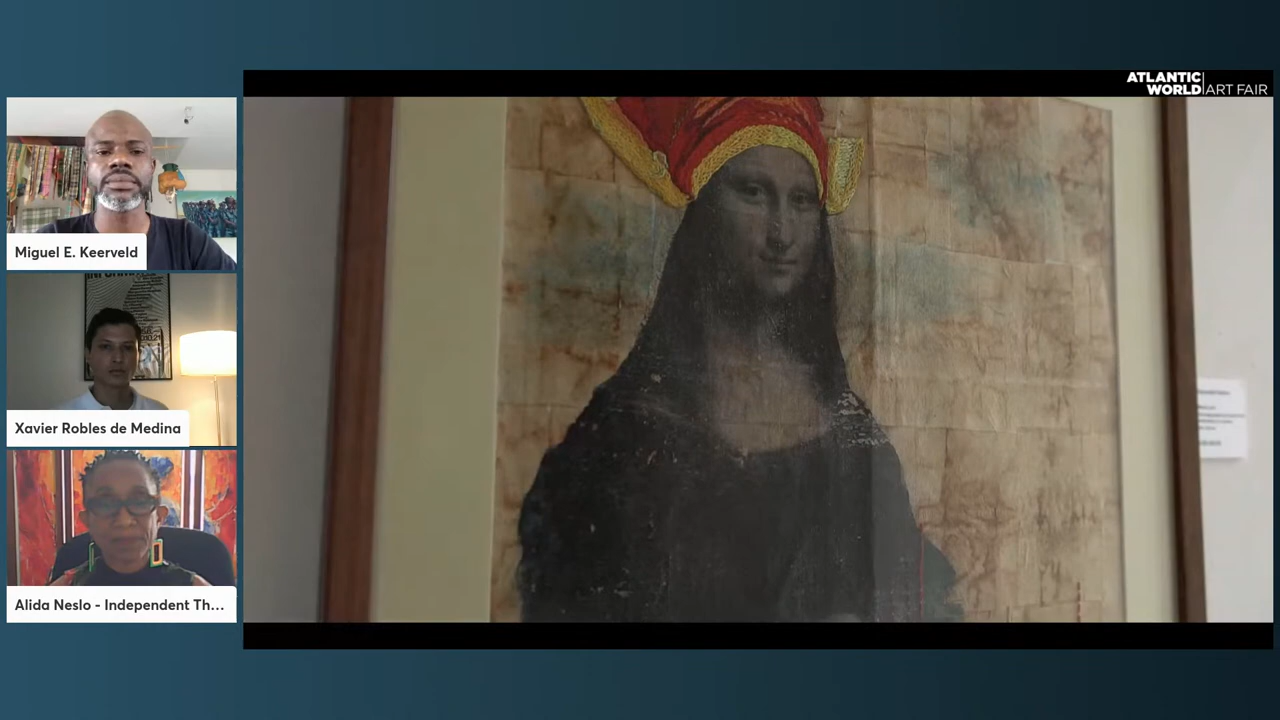 ATLANTIC
WORLD ART FAIR
Miguel E. Keerveld
Xavier Robles de Medina
Alida Neslo - Independent Th...